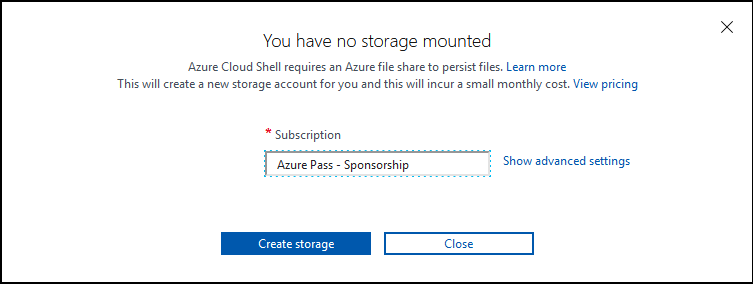 You have no storage mounted
Azure Cloud Shell requires an Azure file share to persist files. Learn more
This will create a new storage account for you and this will incur a small monthly cost. View pricing
* Subscription
Azure Pass - Sponsorship
Show advanced settings
Create storage
Close